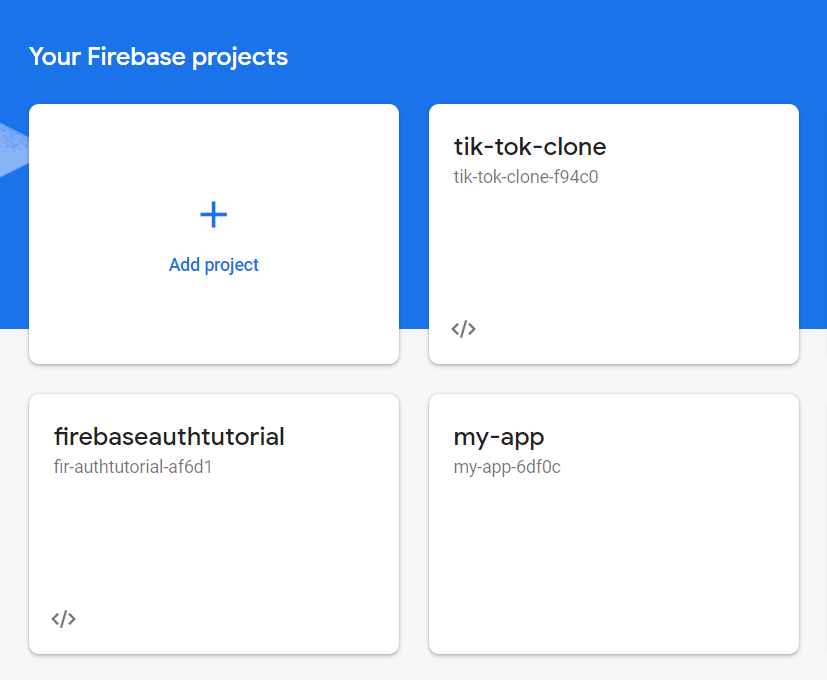 Your Firebase projects
Add project
tik-tok-clone
tik-tok-clone-f94c0
</>
firebaseauthtutorial
fir-authtutorial-af6d1
</>
my-app
my-app-6df0c